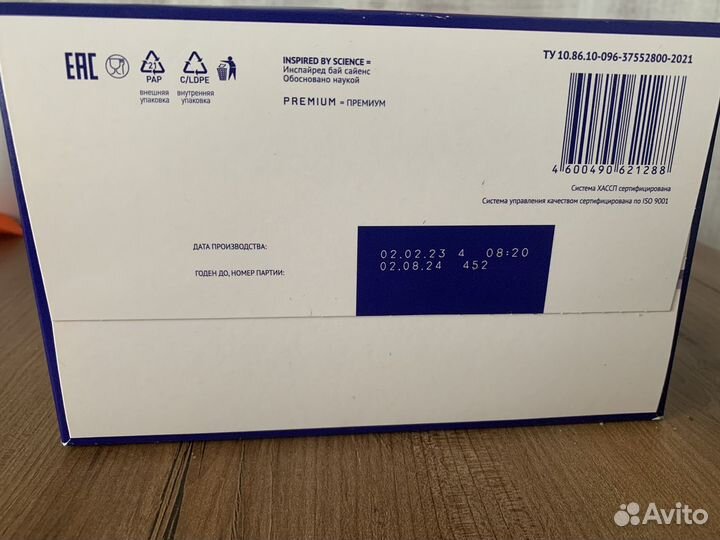 EAC
21
PAP
C/LDPE
внешняя
упаковка
внутренняя
упаковка
INSPIRED BY SCIENCE =
Инспайред бай сайенс
Обосновано наукой
PREMIUM = ПРЕМИУМ
ТУ 10.86.10-096-37552800-2021
4 600490 621288
Система ХАССП сертифицирована
Система управления качеством сертифицирована по ISO 9001
ДАТА ПРОИЗВОДСТВА:
02.02.23 4 08:20
ГОДЕН ДО, НОМЕР ПАРТИИ:
02.08.24 452
Avito